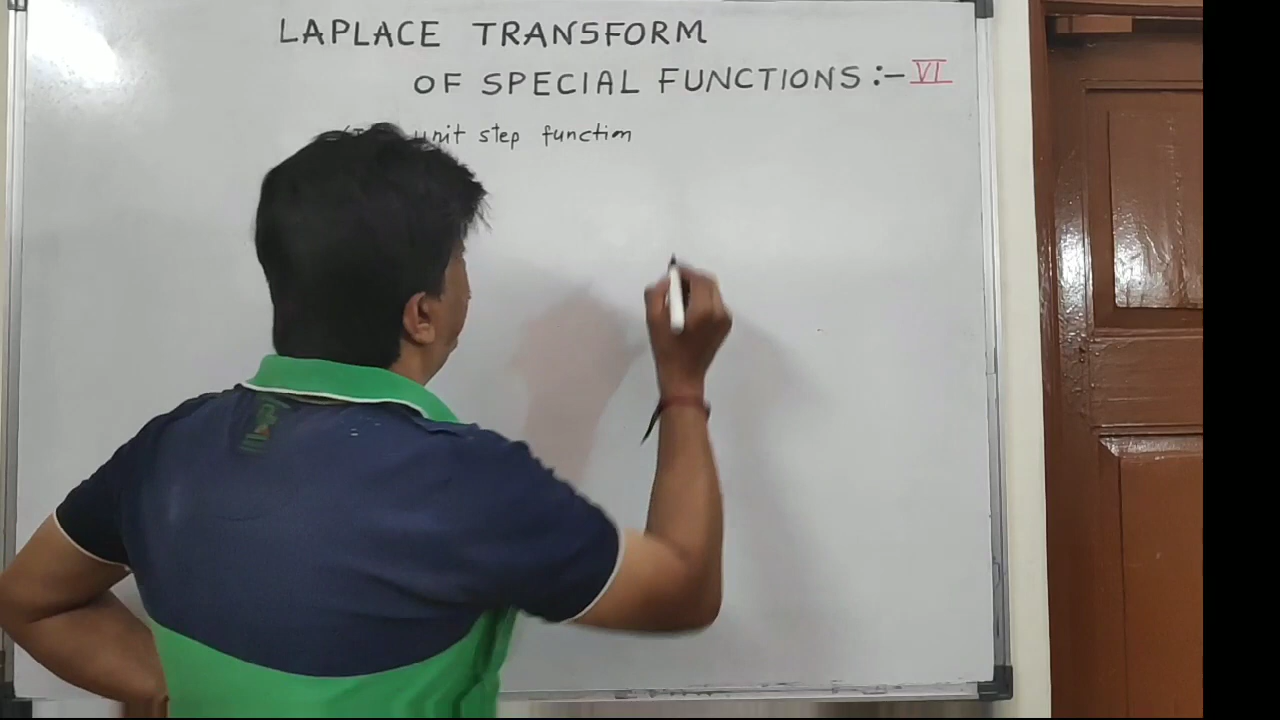 LAPLACE TRANSFORM
OF SPECIAL FUNCTIONS :- VI
unit step function